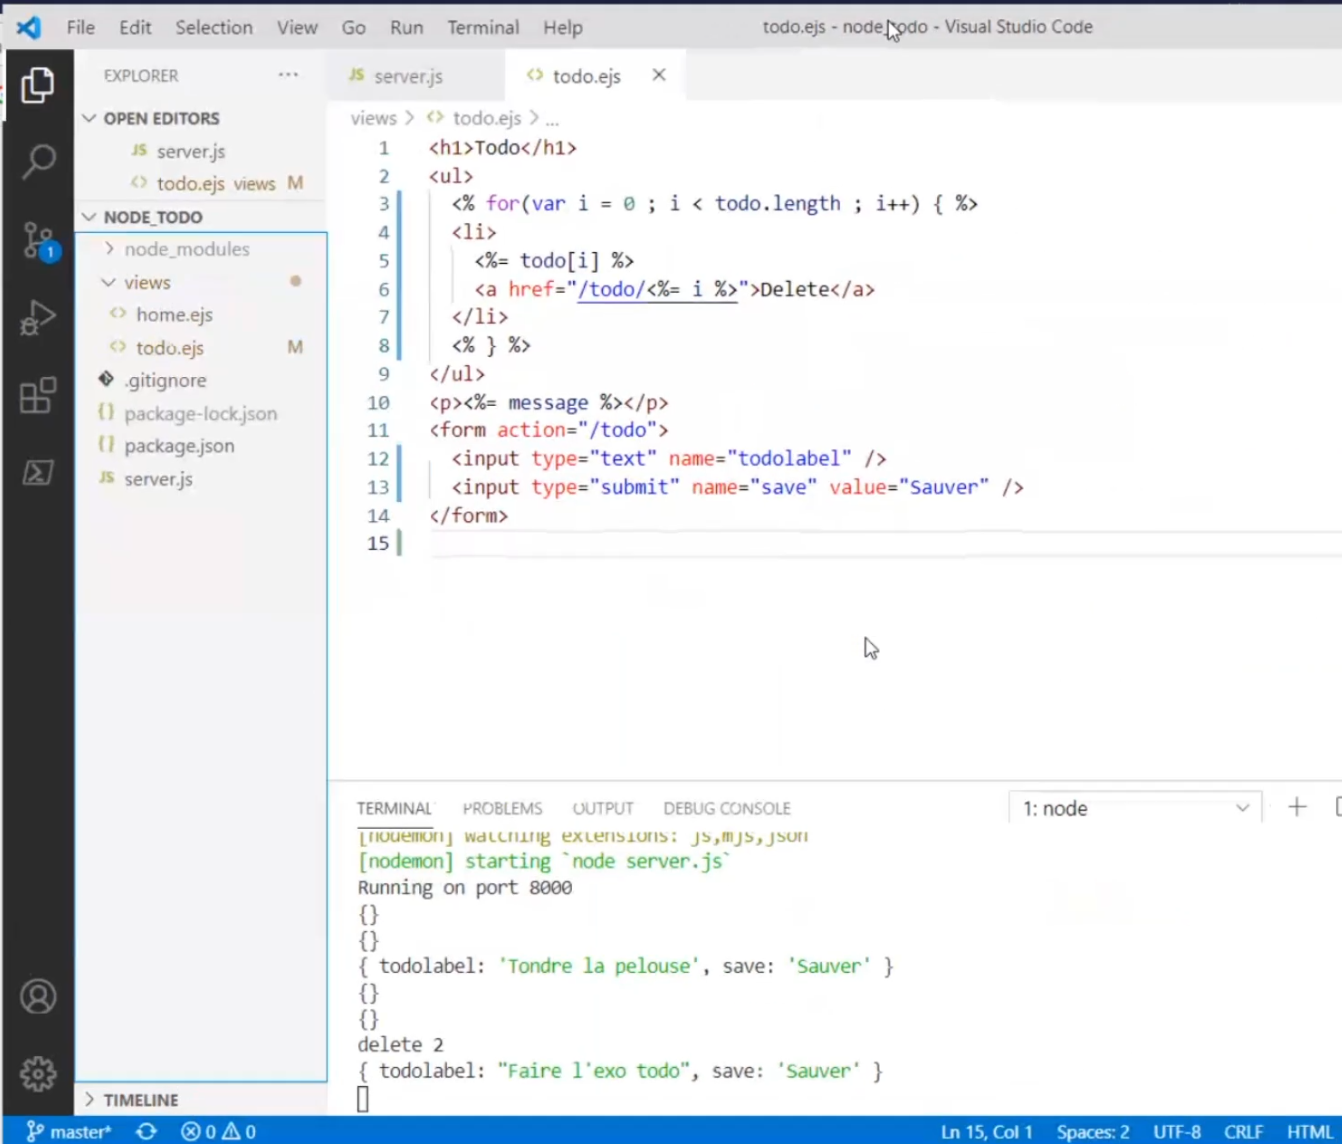 File Edit Selection View Go Run Terminal Help
todo.ejs - node_todo - Visual Studio Code
EXPLORER ...
OPEN EDITORS
JS server.js
<> todo.ejs views M
NODE_TODO
> node_modules
views
<> home.ejs
<> todo.ejs M
.gitignore
{} package-lock.json
{} package.json
JS server.js
> TIMELINE
1
JS server.js <> todo.ejs ×
views > <> todo.ejs > ...
1 <h1>Todo</h1>
2 <ul>
3 <% for(var i = 0 ; i < todo.length ; i++) { %>
4 <li>
5 <%= todo[i] %>
6 <a href="/todo/<%= i %>">Delete</a>
7 </li>
8 <% } %>
9 </ul>
10 <p><%= message %></p>
11 <form action="/todo">
12 <input type="text" name="todolabel" />
13 <input type="submit" name="save" value="Sauver" />
14 </form>
15
TERMINAL PROBLEMS OUTPUT DEBUG CONSOLE 1: node +
[nodemon] watching extensions: js,mjs,json
[nodemon] starting `node server.js`
Running on port 8000
{}
{}
{ todolabel: 'Tondre la pelouse', save: 'Sauver' }
{}
{}
delete 2
{ todolabel: "Faire l'exo todo", save: 'Sauver' }
master* 0 0 Ln 15, Col 1 Spaces: 2 UTF-8 CRLF HTML